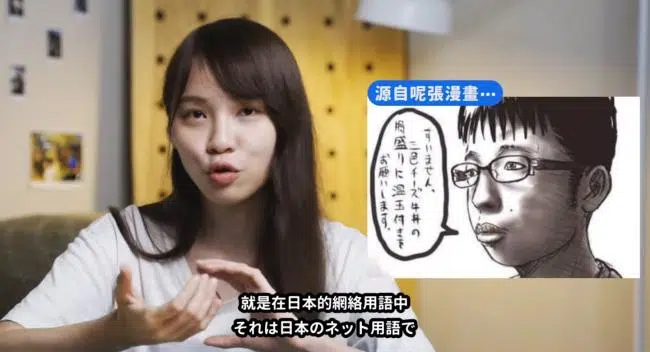 源自呢張漫畫…
すいません。
三色チーズ牛丼の
特盛りに温玉付きを
お願いします。
就是在日本的網絡用語中
それは日本のネット用語で